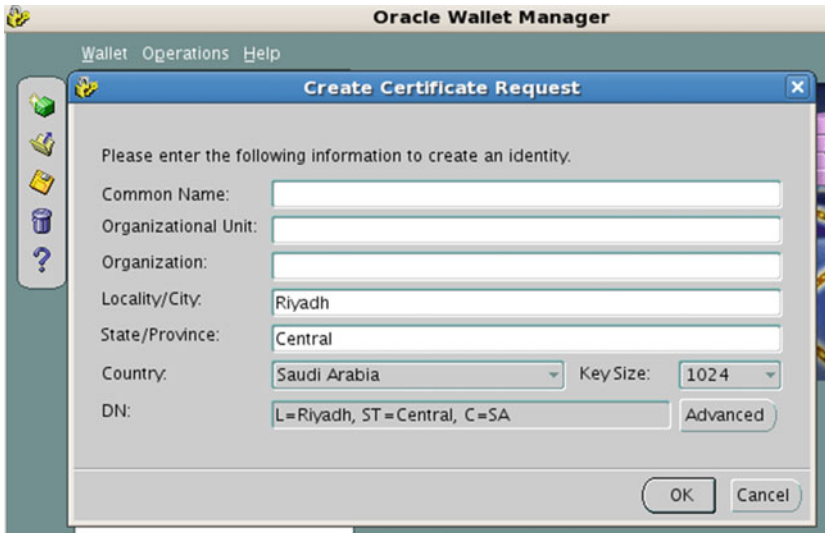 Oracle Wallet Manager
Wallet Operations Help
Create Certificate Request
Please enter the following information to create an identity.
Common Name:
Organizational Unit:
Organization:
Locality/City: Riyadh
State/Province: Central
Country: Saudi Arabia Key Size: 1024
DN: L=Riyadh, ST=Central, C=SA Advanced
OK Cancel